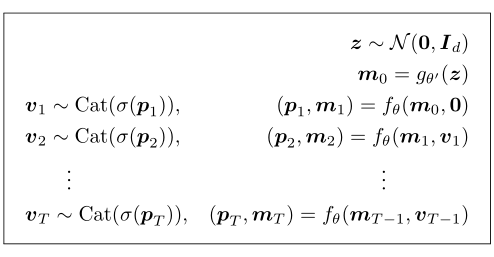 z ∼ 𝒩(0, I_d)
m_0 = g_θ′(z)
v_1 ∼ Cat(σ(p_1)), (p_1, m_1) = f_θ(m_0, 0)
v_2 ∼ Cat(σ(p_2)), (p_2, m_2) = f_θ(m_1, v_1)
⋮ ⋮
v_T ∼ Cat(σ(p_T)), (p_T, m_T) = f_θ(m_{T−1}, v_{T−1})